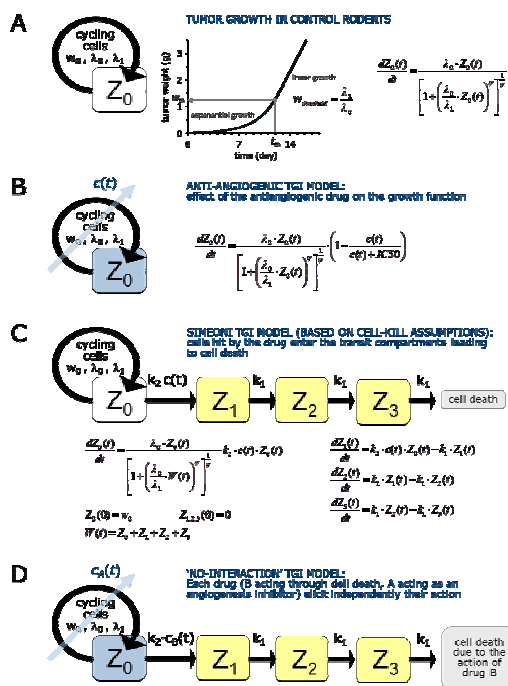 A
cycling
cells
w₀, λ₀, λ₁
Z₀
TUMOR GROWTH IN CONTROL RODENTS
tumor weight (g)
3
2
1
0
linear growth
exponential growth
W_threshold = λ₁/λ₀
6 7 14
t_th
time (day)
dZ₀(t)/dt = λ₀·Z₀(t) / [1+(λ₀/λ₁·Z₀(t))^Ψ]^(1/Ψ)
B
c(t)
cycling
cells
w₀, λ₀, λ₁
Z₀
ANTI-ANGIOGENIC TGI MODEL:
effect of the antiangiogenic drug on the growth function
dZ₀(t)/dt = λ₀·Z₀(t) / [1+(λ₀/λ₁·Z₀(t))^Ψ]^(1/Ψ) · (1 − c(t)/(c(t)+IC50))
C
cycling
cells
w₀, λ₀, λ₁
Z₀
SIMEONI TGI MODEL (BASED ON CELL-KILL ASSUMPTIONS):
cells hit by the drug enter the transit compartments leading
to cell death
k₂ c(t) k₁ k₁ k₁
Z₁ Z₂ Z₃
cell death
dZ₀(t)/dt = λ₀·Z₀(t) / [1+(λ₀/λ₁·W(t))^Ψ]^(1/Ψ) − k₂·c(t)·Z₀(t)
Z₀(0)=w₀ Z₁,₂,₃(0)=0
W(t)=Z₀+Z₁+Z₂+Z₃
dZ₁(t)/dt = k₂·c(t)·Z₀(t)−k₁·Z₁(t)
dZ₂(t)/dt = k₁·Z₁(t)−k₁·Z₂(t)
dZ₃(t)/dt = k₁·Z₂(t)−k₁·Z₃(t)
D
c_A(t)
cycling
cells
w₀, λ₀, λ₁
Z₀
'NO-INTERACTION' TGI MODEL:
Each drug (B acting through dell death, A acting as an
angiogenesis inhibitor) elicit independently their action
k₂·c_B(t) k₁ k₁ k₁
Z₁ Z₂ Z₃
cell death
due to the
action of
drug B